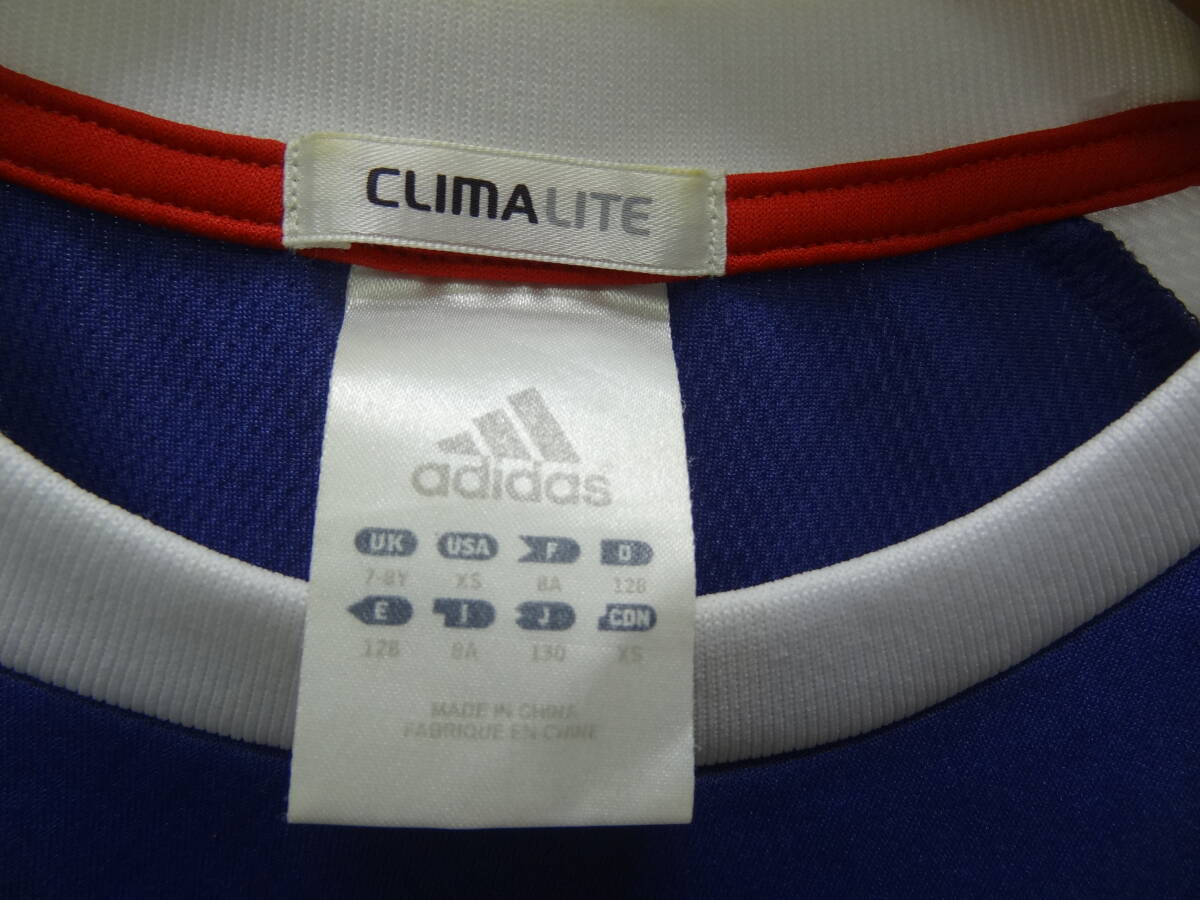 CLIMALITE
adidas
UK USA F D
7-8Y XS 8A 128
E I J CDN
128 8A 130 XS
MADE IN CHINA
FABRIQUE EN CHINE